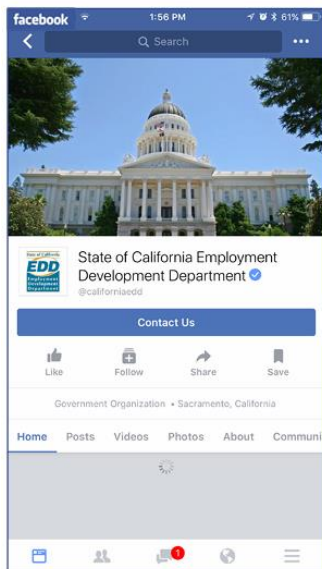 facebook 1:56 PM 61%
Search
State of California
EDD
Employment
Development
Department
State of California Employment
Development Department
@californiaedd
Contact Us
Like Follow Share Save
Government Organization • Sacramento, California
Home Posts Videos Photos About Communi
1